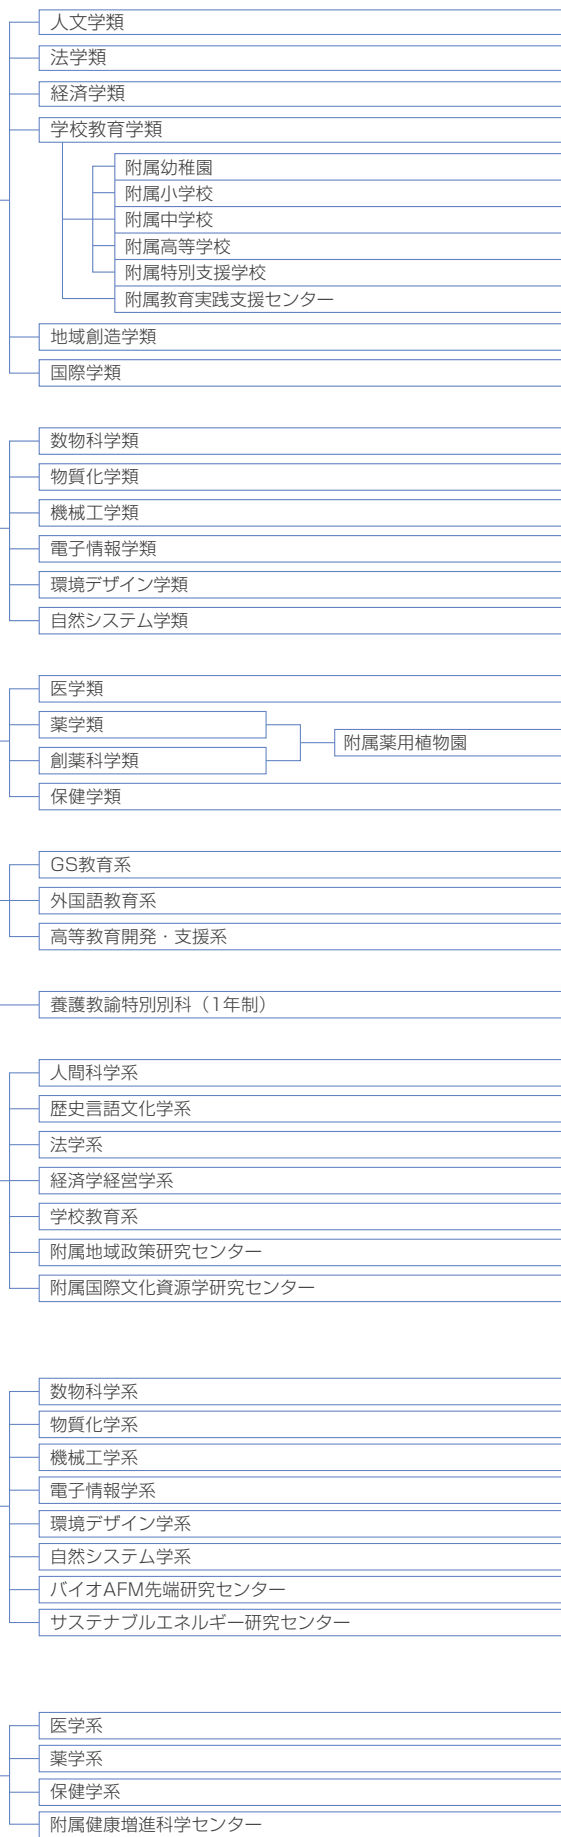 人文学類
法学類
経済学類
学校教育学類
附属幼稚園
附属小学校
附属中学校
附属高等学校
附属特別支援学校
附属教育実践支援センター
地域創造学類
国際学類
数物科学類
物質化学類
機械工学類
電子情報学類
環境デザイン学類
自然システム学類
医学類
薬学類
附属薬用植物園
創薬科学類
保健学類
GS教育系
外国語教育系
高等教育開発・支援系
養護教諭特別別科（1年制）
人間科学系
歴史言語文化学系
法学系
経済学経営学系
学校教育系
附属地域政策研究センター
附属国際文化資源学研究センター
数物科学系
物質化学系
機械工学系
電子情報学系
環境デザイン学系
自然システム学系
バイオAFM先端研究センター
サステナブルエネルギー研究センター
医学系
薬学系
保健学系
附属健康増進科学センター